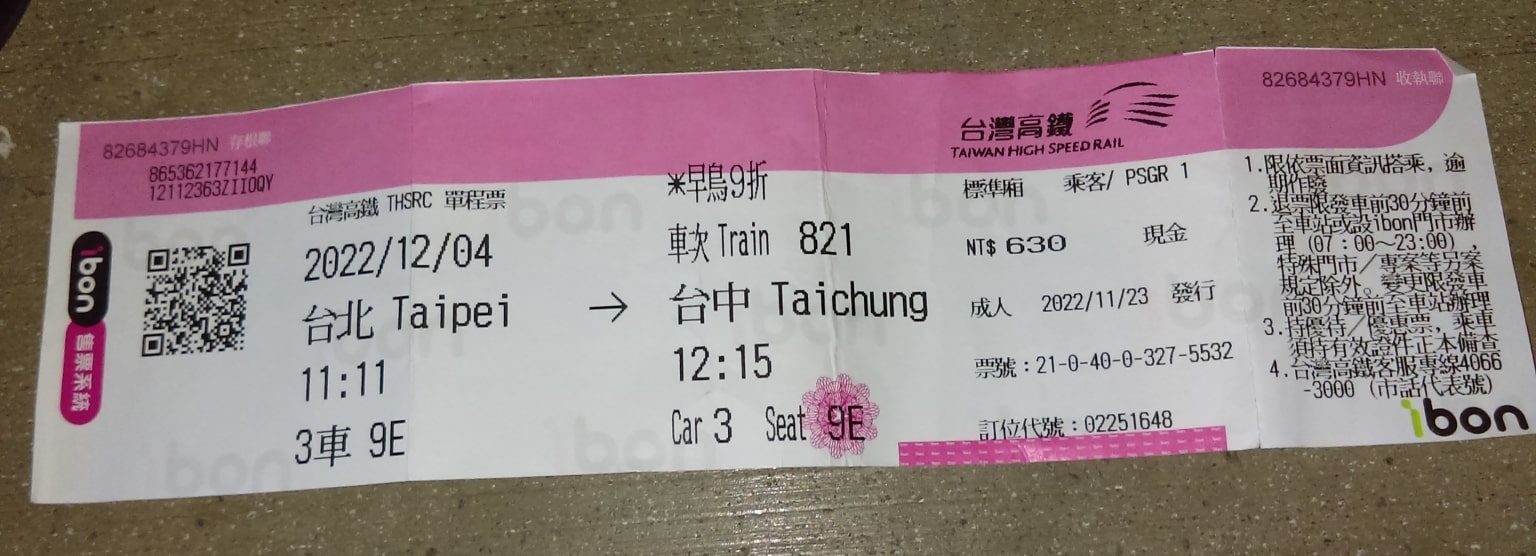 82684379HN 存根聯
865362177144
12112363ZII0QY
ibon
售票系統
台灣高鐵 THSRC 單程票
2022/12/04
台北 Taipei
11:11
3車 9E
→
*早鳥9折
車次 Train 821
台中 Taichung
12:15
Car 3 Seat 9E
台灣高鐵
TAIWAN HIGH SPEED RAIL
標準廂 乘客/ PSGR 1
NT$ 630 現金
成人 2022/11/23 發行
票號:21-0-40-0-327-5532
訂位代號:02251648
82684379HN 收執聯
1.限依票面資訊搭乘,逾
期作廢
2.退票限發車前30分鐘前
至車站或設ibon門市辦
理(07:00~23:00),
特殊門市/專案等另案
規定除外。變更限發車
前30分鐘前至車站辦理
3.持優待/優惠票,乘車
須持有效證件正本備查
4.台灣高鐵客服專線4066
-3000(市話代表號)
ibon